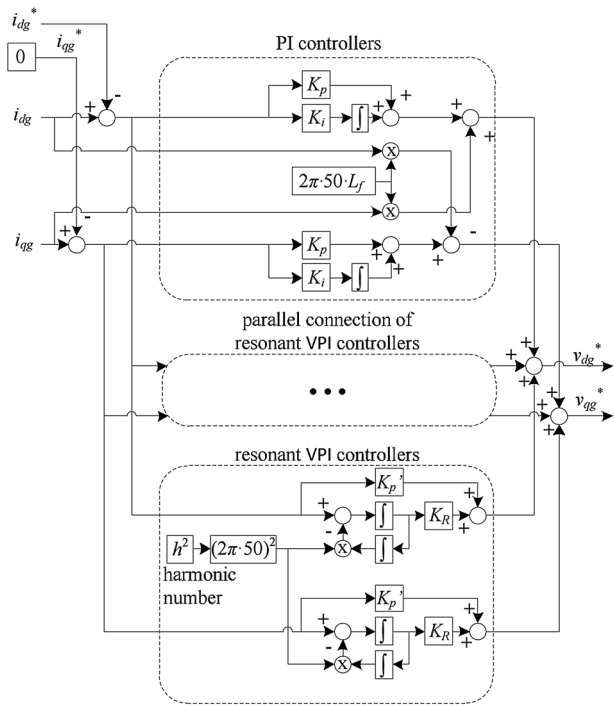 i_dg*
i_qg*
0
PI controllers
-
K_p
+
+
i_dg
+
K_i
∫
+
+
x
2π·50·L_f
-
x
i_qg
+
-
K_p
+
+
K_i
∫
+
parallel connection of
resonant VPI controllers
+
+
v_dg*
•••
+
+
v_qg*
+
+
resonant VPI controllers
K_p'
+
+
∫
K_R
+
-
h²
(2π·50)²
x
∫
harmonic
number
K_p'
+
+
∫
K_R
+
-
x
∫